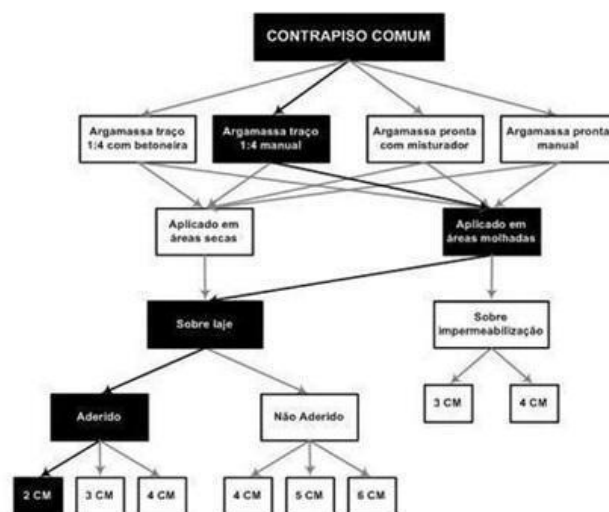 CONTRAPISO COMUM
Argamassa traço
1:4 com betoneira
Argamassa traço
1:4 manual
Argamassa pronta
com misturador
Argamassa pronta
manual
Aplicado em
áreas secas
Aplicado em
áreas molhadas
Sobre laje
Sobre
impermeabilização
Aderido
Não Aderido
3 CM
4 CM
2 CM
3 CM
4 CM
4 CM
5 CM
6 CM